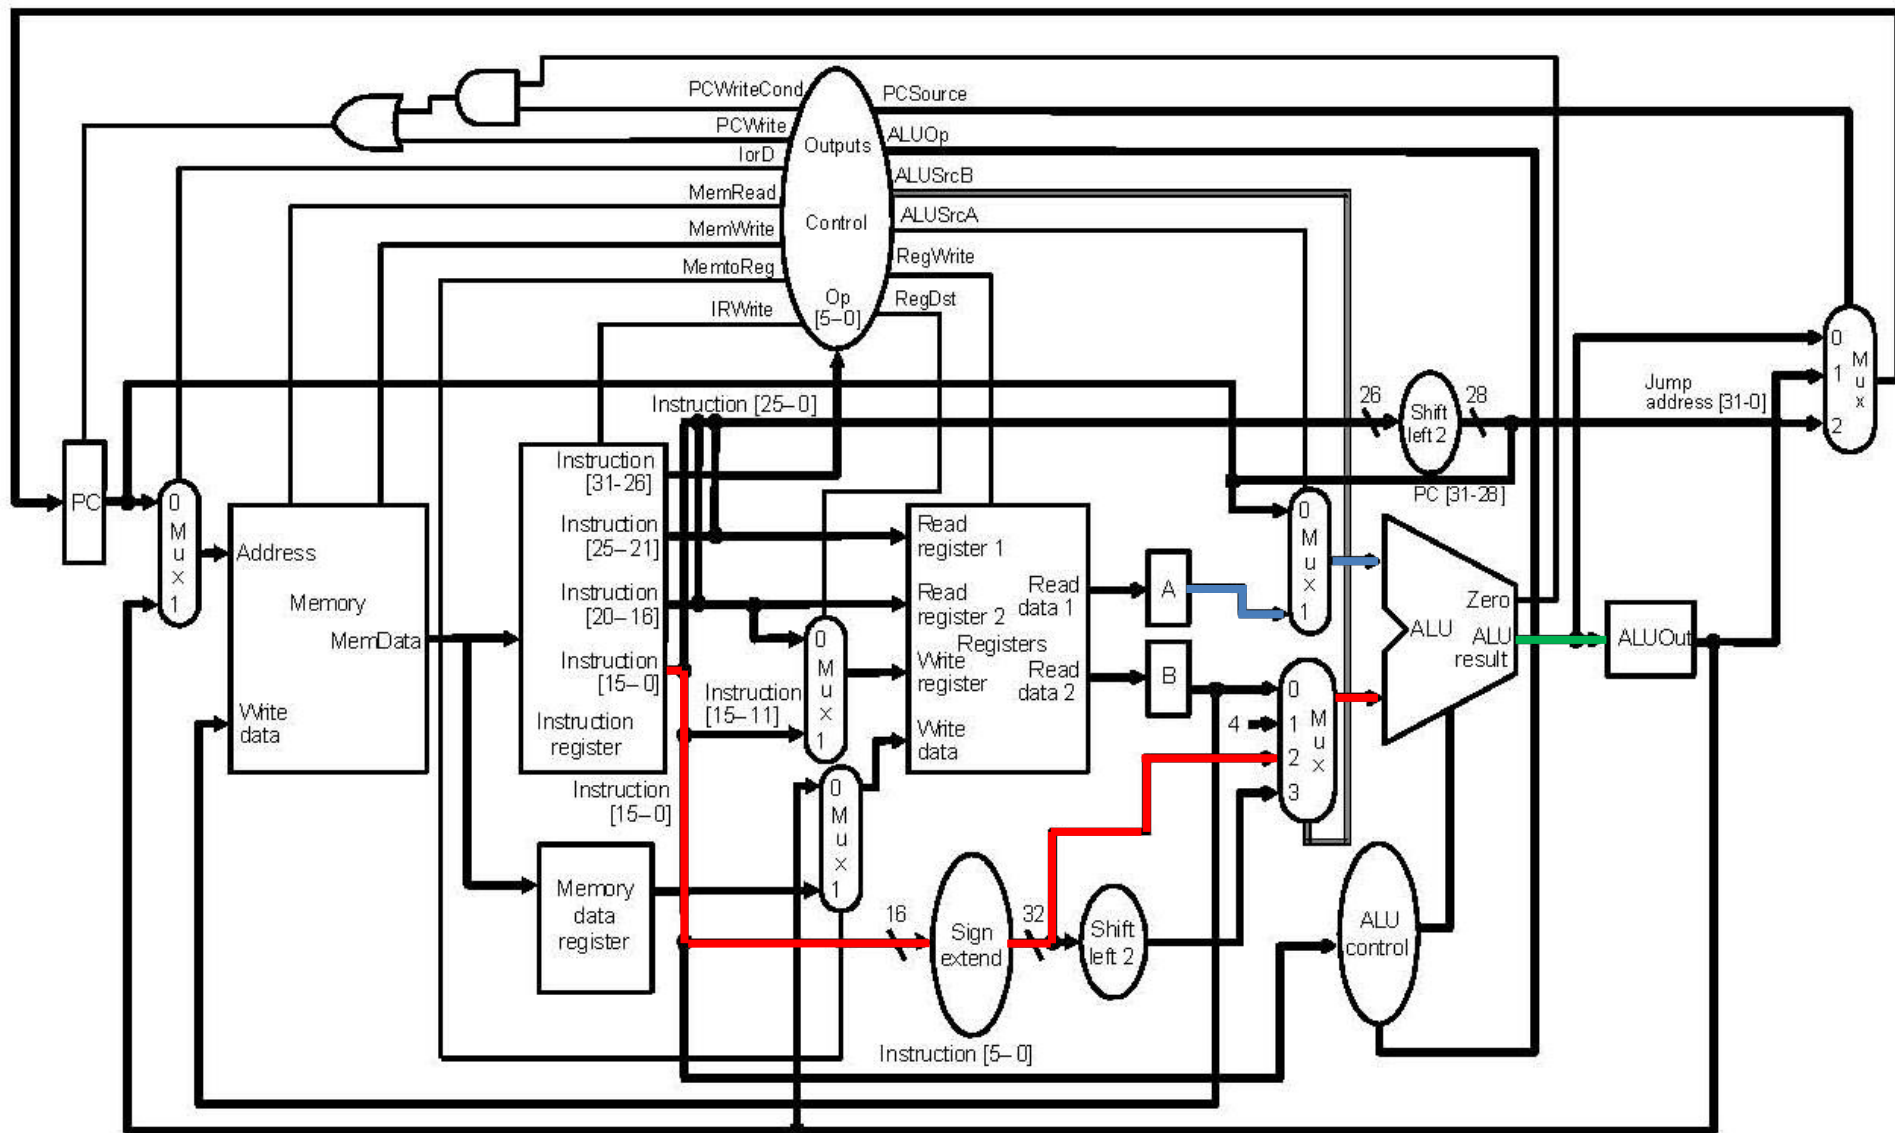 PCWriteCond
PCSource
PCWrite
ALUOp
Outputs
IorD
ALUSrcB
MemRead
ALUSrcA
Control
MemWrite
RegWrite
MemtoReg
Op
[5–0]
RegDst
IRWrite
0
1
2
M
u
x
Jump
address [31-0]
26
28
Shift
left 2
Instruction [25–0]
PC [31-28]
PC
0
M
u
x
1
Address
Memory
MemData
Write
data
Instruction
[31-26]
Instruction
[25–21]
Instruction
[20–16]
Instruction
[15–0]
Instruction
register
Instruction
[15–11]
Instruction
[15–0]
0
M
u
x
1
Read
register 1
Read
register 2
Registers
Write
register
Write
data
Read
data 1
Read
data 2
A
B
0
M
u
x
1
0
4
1
2
3
M
u
x
Zero
ALU
ALU
result
ALUOut
0
M
u
x
1
Memory
data
register
16
Sign
extend
32
Shift
left 2
ALU
control
Instruction [5–0]